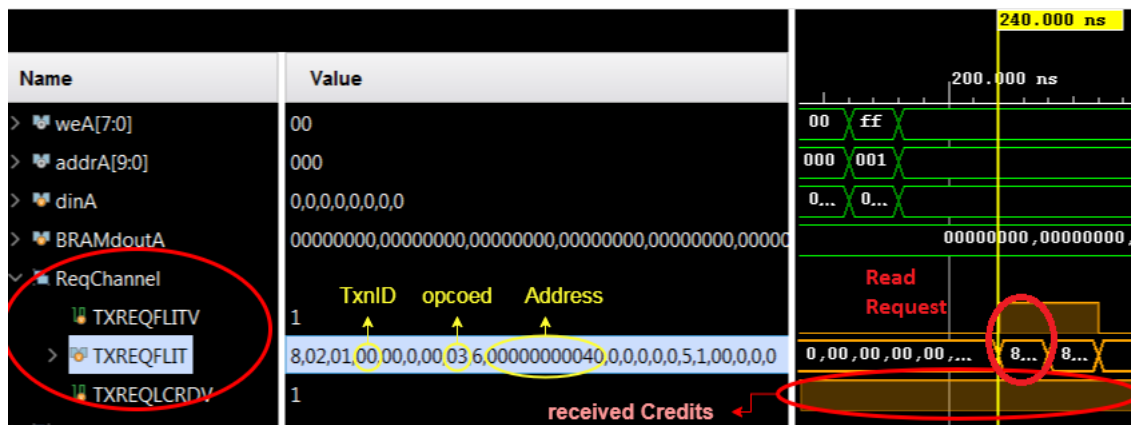 240.000 ns
Name
Value
200.000 ns
weA[7:0]
00
00
ff
addrA[9:0]
000
000
001
dinA
0,0,0,0,0,0,0,0
0...
0...
BRAMdoutA
00000000,00000000,00000000,00000000,00000000,00000
00000000,00000000,
ReqChannel
TxnID
opcoed
Address
Read
Request
TXREQFLITV
1
TXREQFLIT
8,02,01,00,00,0,00,03,6,00000000040,0,0,0,0,0,5,1,00,0,0,0
0,00,00,00,00,...
8...
8...
TXREQLCRDV
1
received Credits